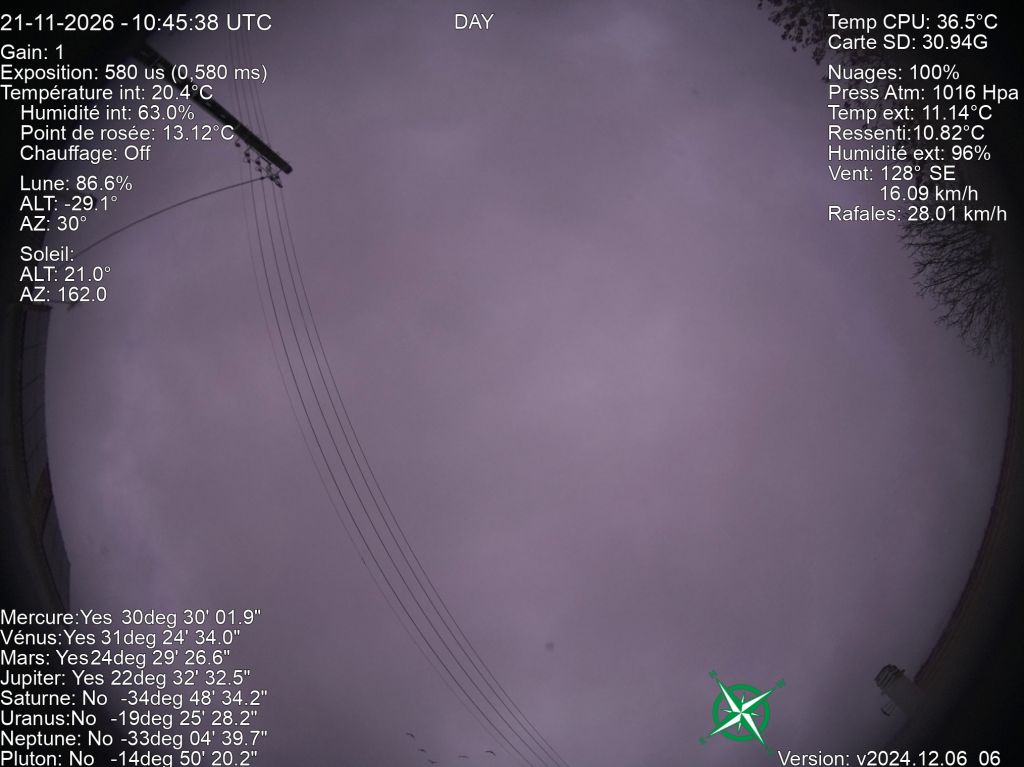 21-11-2026 - 10:45:38 UTC
DAY
Gain: 1
Exposition: 580 us (0,580 ms)
Température int: 20.4°C
Humidité int: 63.0%
Point de rosée: 13.12°C
Chauffage: Off
Lune: 86.6%
ALT: -29.1°
AZ: 30°
Soleil:
ALT: 21.0°
AZ: 162.0
Temp CPU: 36.5°C
Carte SD: 30.94G
Nuages: 100%
Press Atm: 1016 Hpa
Temp ext: 11.14°C
Ressenti:10.82°C
Humidité ext: 96%
Vent: 128° SE
16.09 km/h
Rafales: 28.01 km/h
Mercure:Yes 30deg 30' 01.9"
Vénus:Yes 31deg 24' 34.0"
Mars: Yes24deg 29' 26.6"
Jupiter: Yes 22deg 32' 32.5"
Saturne: No -34deg 48' 34.2"
Uranus:No -19deg 25' 28.2"
Neptune: No -33deg 04' 39.7"
Pluton: No -14deg 50' 20.2"
Version: v2024.12.06_06